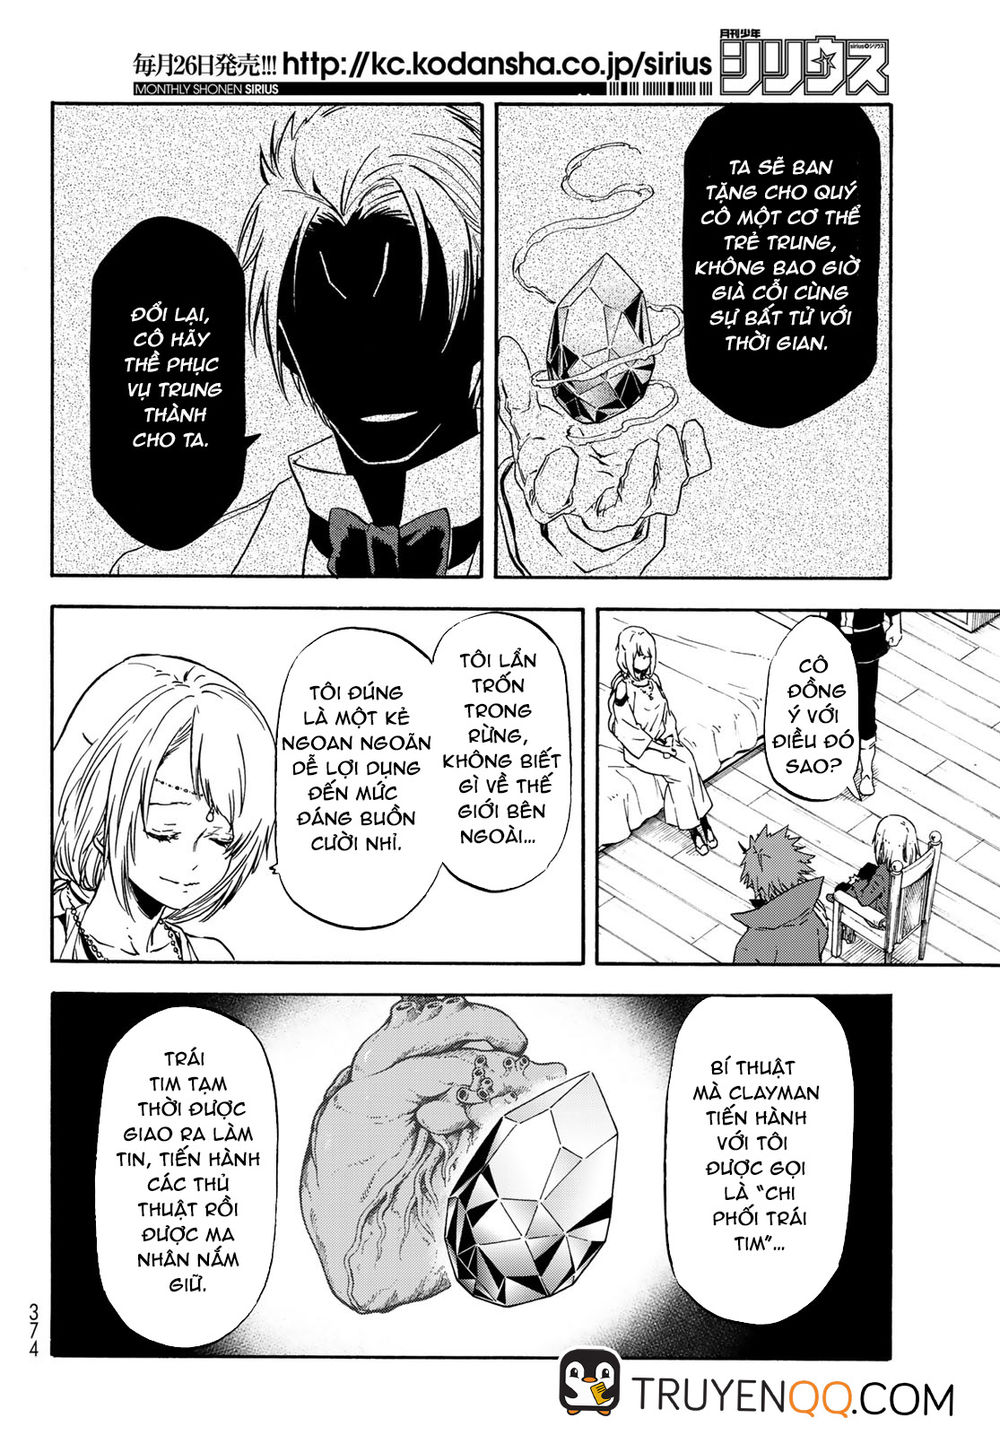 毎月26日発売!!! http://kc.kodansha.co.jp/sirius
MONTHLY SHONEN SIRIUS
月刊少年
シリウス
TA SẼ BAN
TẶNG CHO QUÝ
CÔ MỘT CƠ THỂ
TRẺ TRUNG,
KHÔNG BAO GIỜ
GIÀ CỖI CÙNG
SỰ BẤT TỬ VỚI
THỜI GIAN.
ĐỔI LẠI,
CÔ HÃY
THỀ PHỤC
VỤ TRUNG
THÀNH
CHO TA.
CÔ
ĐỒNG
Ý VỚI
ĐIỀU ĐÓ
SAO?
TÔI LẨN
TRỐN
TRONG
RỪNG,
KHÔNG BIẾT
GÌ VỀ THẾ
GIỚI BÊN
NGOÀI...
TÔI ĐÚNG
LÀ MỘT KẺ
NGOAN NGOÃN
DỄ LỢI DỤNG
ĐẾN MỨC
ĐÁNG BUỒN
CƯỜI NHỈ.
BÍ THUẬT
MÀ CLAYMAN
TIẾN HÀNH
VỚI TÔI
ĐƯỢC GỌI
LÀ "CHI
PHỐI TRÁI
TIM"...
TRÁI
TIM TẠM
THỜI ĐƯỢC
GIAO RA LÀM
TIN, TIẾN HÀNH
CÁC THỦ
THUẬT RỒI
ĐƯỢC MA
NHÂN NẮM
GIỮ.
374
TRUYENQQ.COM